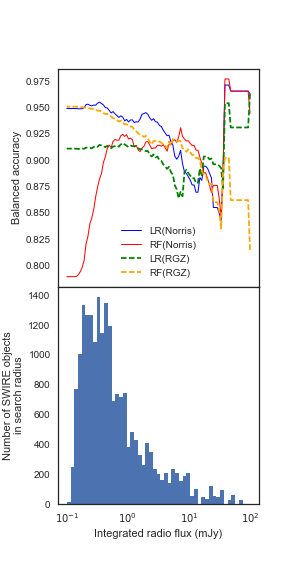 0.975
0.950
0.925
0.900
0.875
0.850
0.825
0.800
Balanced accuracy
LR(Norris)
RF(Norris)
LR(RGZ)
RF(RGZ)
1400
1200
1000
800
600
400
200
0
Number of SWIRE objects
in search radius
10⁻¹ 10⁰ 10¹ 10²
Integrated radio flux (mJy)